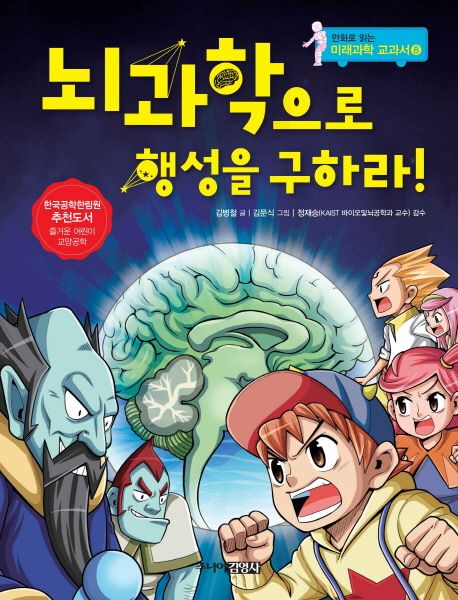 만화로 읽는
미래과학 교과서 8
뇌과학으로
행성을 구하라!
김병철 글 | 김문식 그림 | 정재승(KAIST 바이오및뇌공학과 교수) 감수
한국공학한림원
추천도서
즐거운 어린이
교양공학
주니어김영사